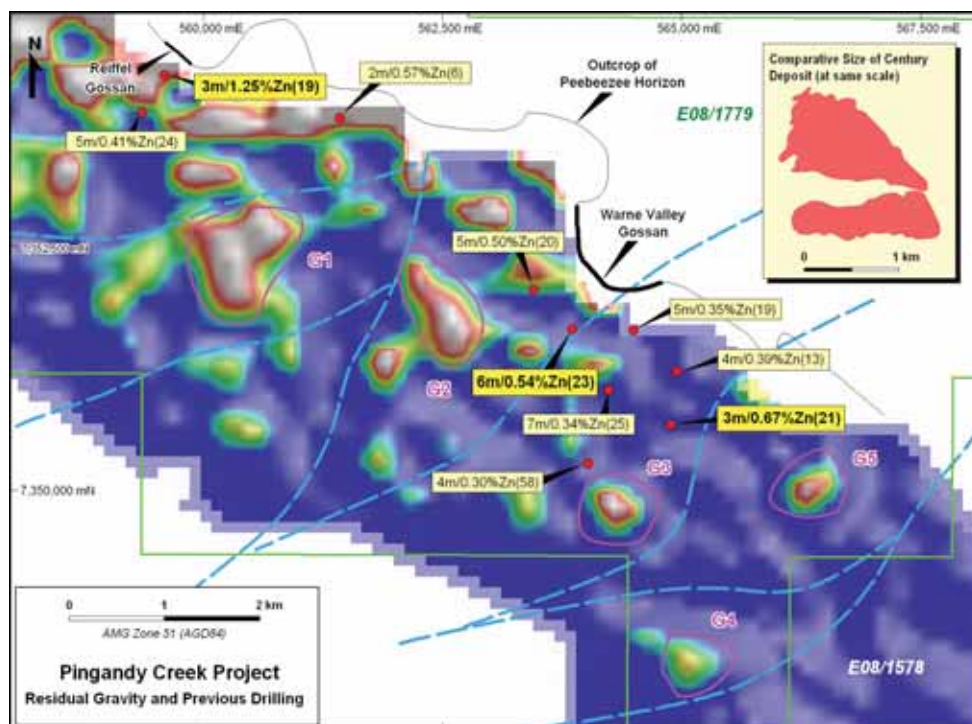 560,000 mE
562,500 mE
565,000 mE
567,500 mE
N
Reiffel
Gossan
3m/1.25%Zn(19)
2m/0.57%Zn(6)
5m/0.41%Zn(24)
Outcrop of
Peebeezee Horizon
E08/1779
Comparative Size of Century
Deposit (at same scale)
0
1 km
7,352,500 mN
G1
5m/0.50%Zn(20)
Warne Valley
Gossan
5m/0.35%Zn(19)
4m/0.39%Zn(13)
G2
6m/0.54%Zn(23)
7m/0.34%Zn(25)
3m/0.67%Zn(21)
4m/0.30%Zn(58)
G3
G5
7,350,000 mN
0
1
2 km
AMG Zone 51 (AGD84)
Pingandy Creek Project
Residual Gravity and Previous Drilling
G4
E08/1578